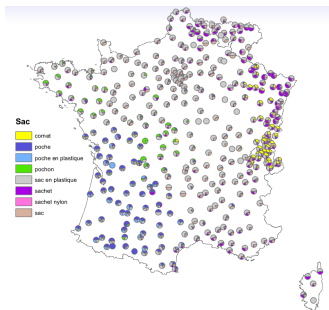 Sac
cornet
poche
poche en plastique
pochon
sac en plastique
sachet
sachet nylon
sac